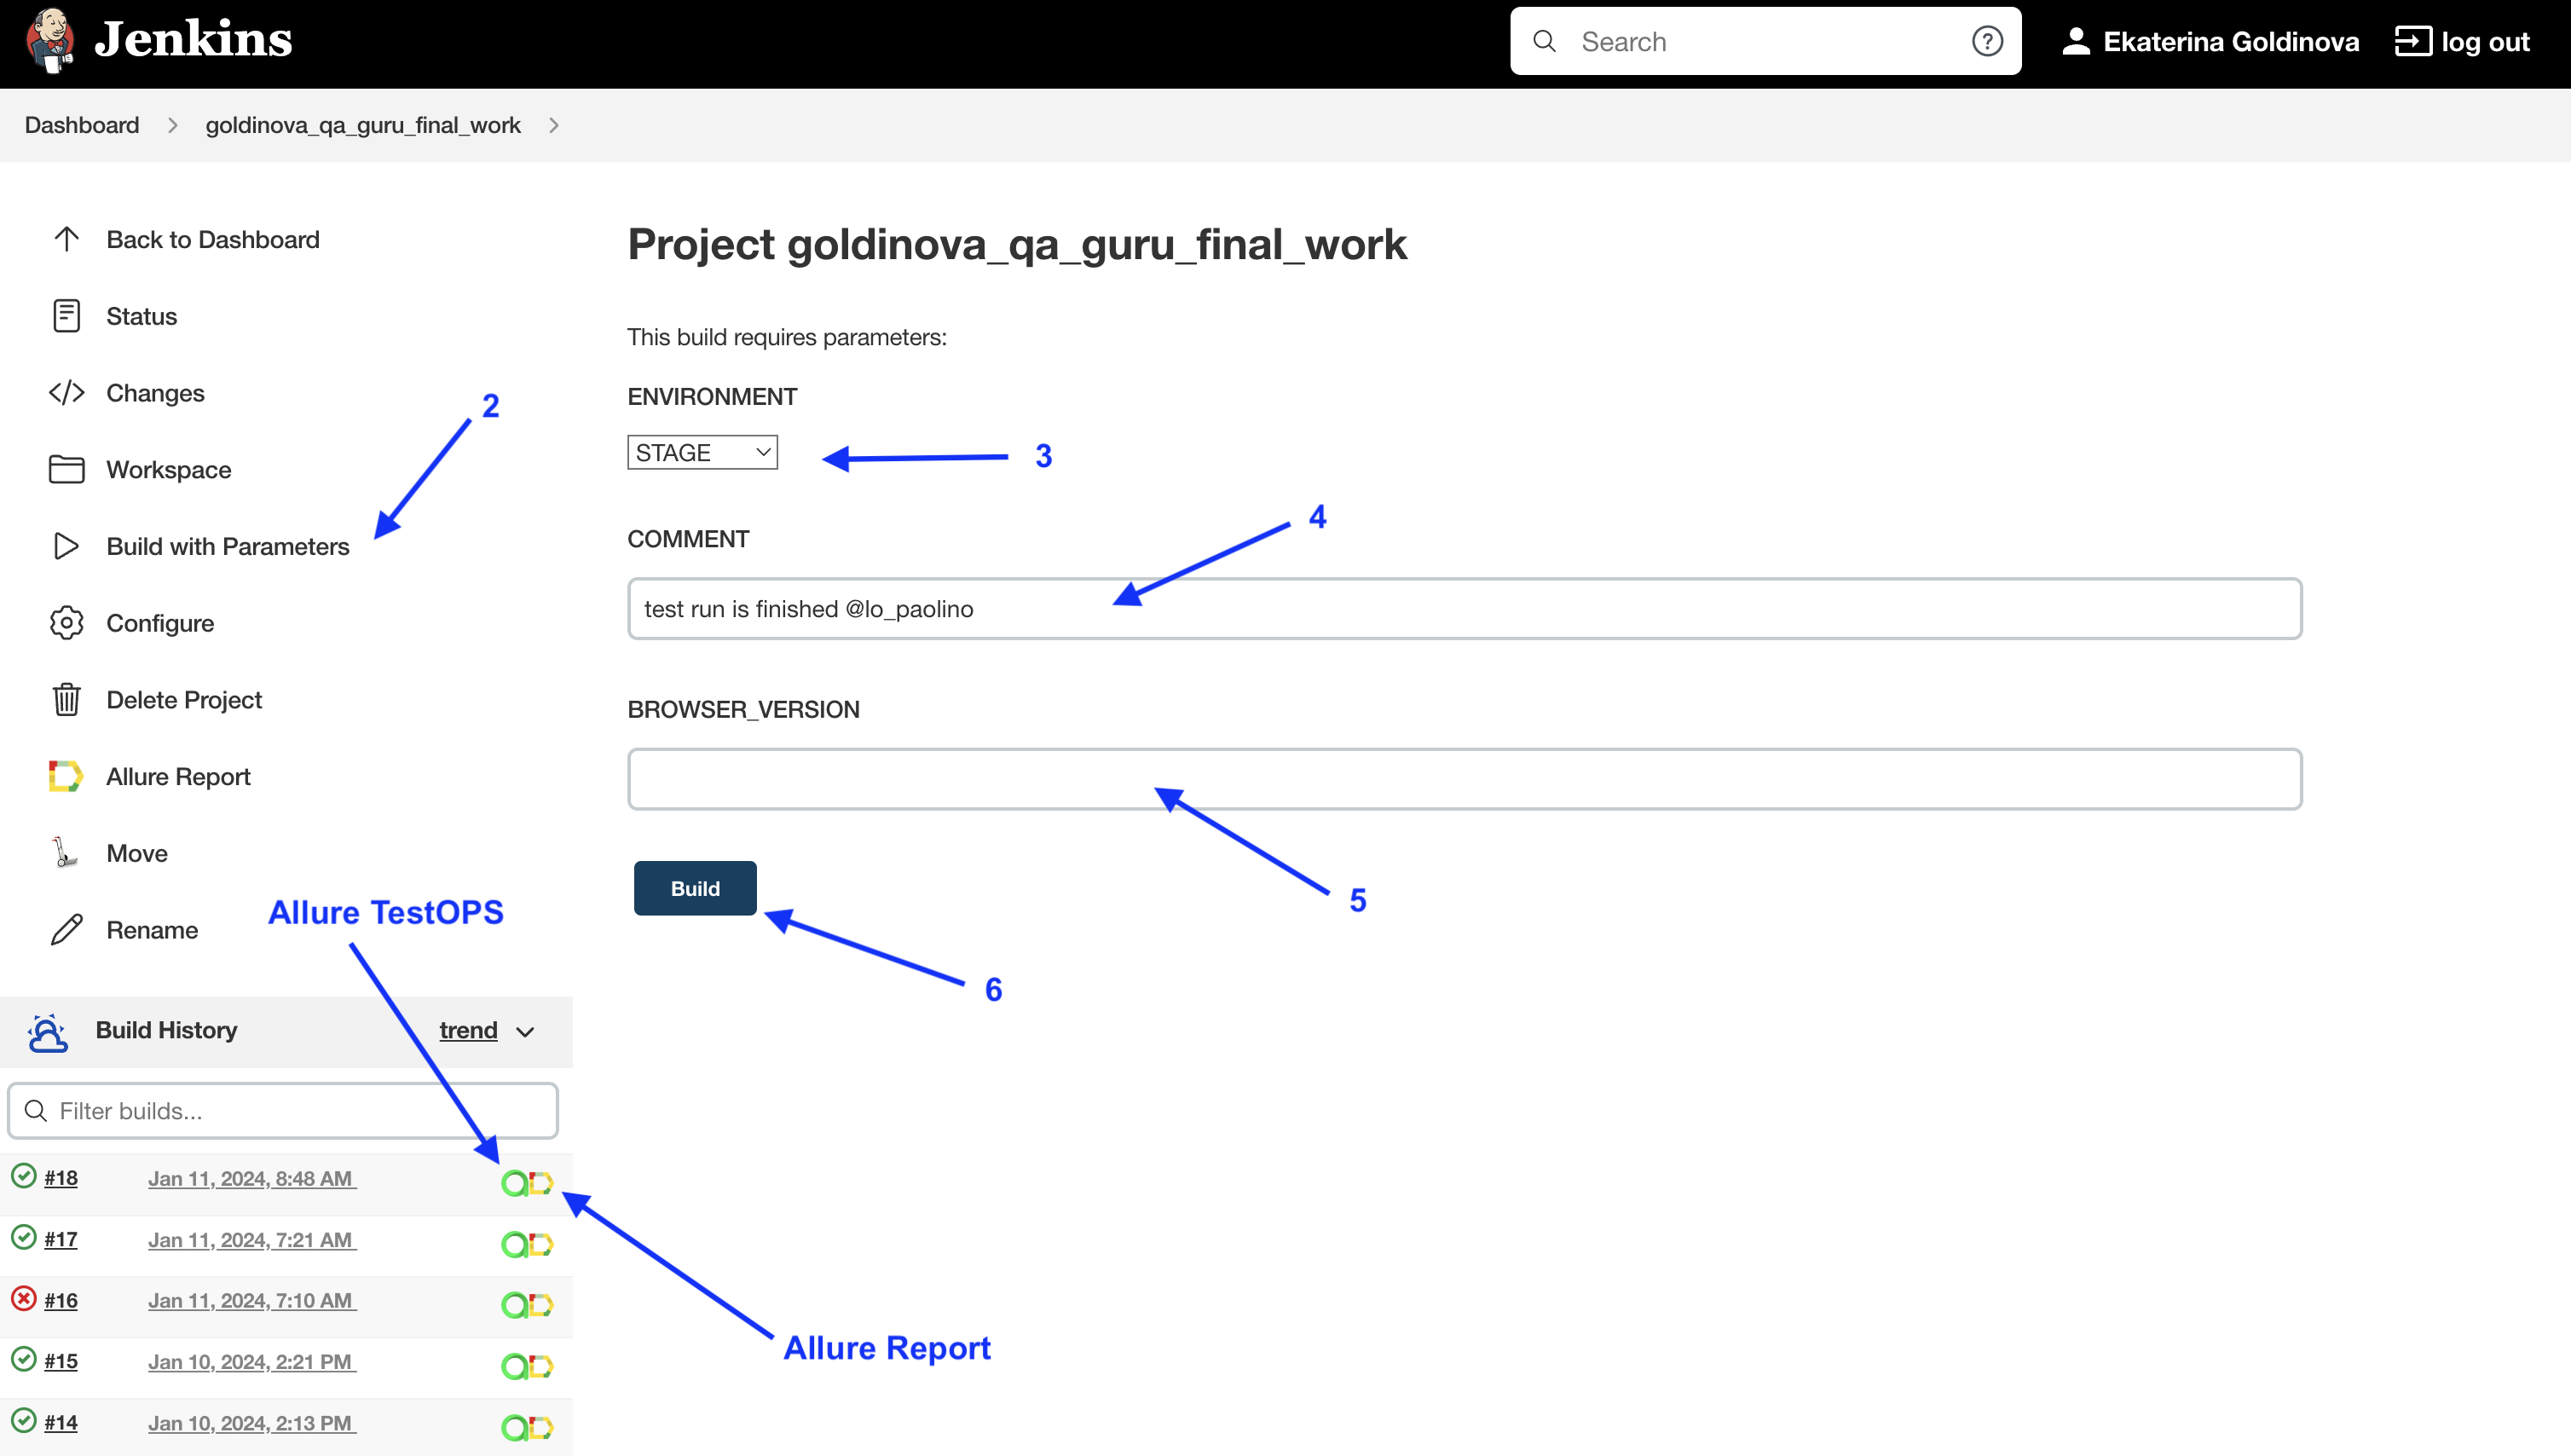 Jenkins
Search
Ekaterina Goldinova
log out
Dashboard
goldinova_qa_guru_final_work
Back to Dashboard
Status
Changes
Workspace
Build with Parameters
Configure
Delete Project
Allure Report
Move
Rename
Project goldinova_qa_guru_final_work
This build requires parameters:
ENVIRONMENT
STAGE
COMMENT
test run is finished @lo_paolino
BROWSER_VERSION
Build
2
3
4
5
6
Allure TestOPS
Build History
trend
Filter builds...
#18 Jan 11, 2024, 8:48 AM
#17 Jan 11, 2024, 7:21 AM
#16 Jan 11, 2024, 7:10 AM
#15 Jan 10, 2024, 2:21 PM
#14 Jan 10, 2024, 2:13 PM
Allure Report